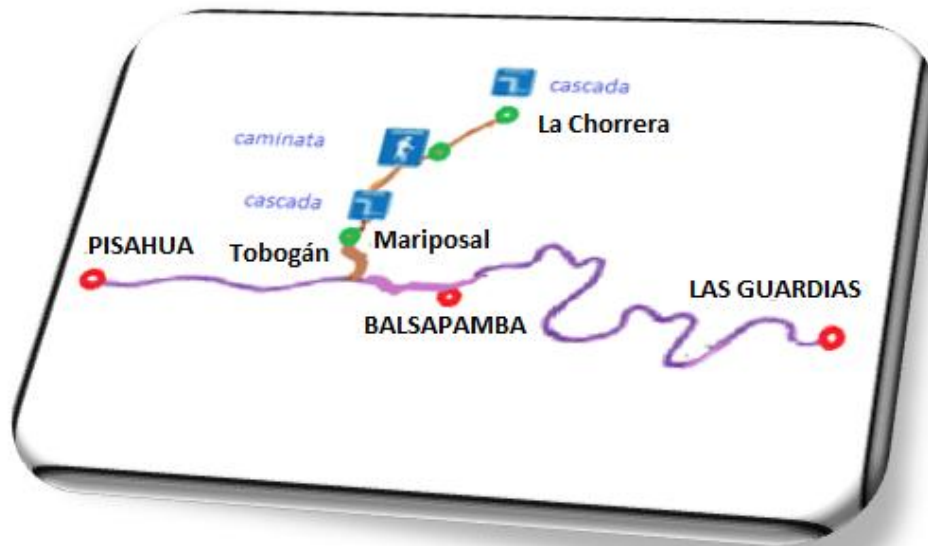 cascada
La Chorrera
caminata
cascada
Tobogán
Mariposal
PISAHUA
LAS GUARDIAS
BALSAPAMBA